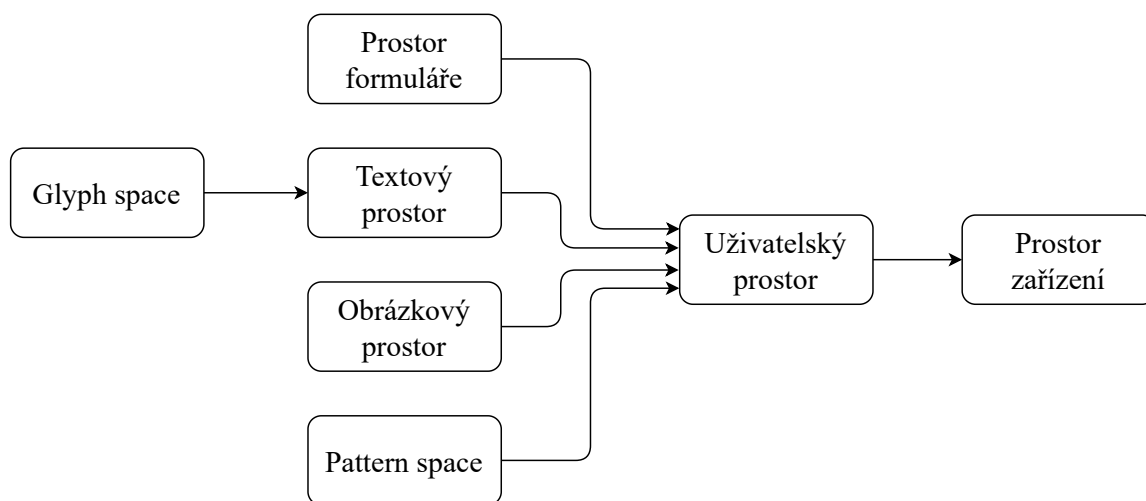 Prostor
formuláře
Glyph space
Textový
prostor
Uživatelský
prostor
Prostor
zařízení
Obrázkový
prostor
Pattern space